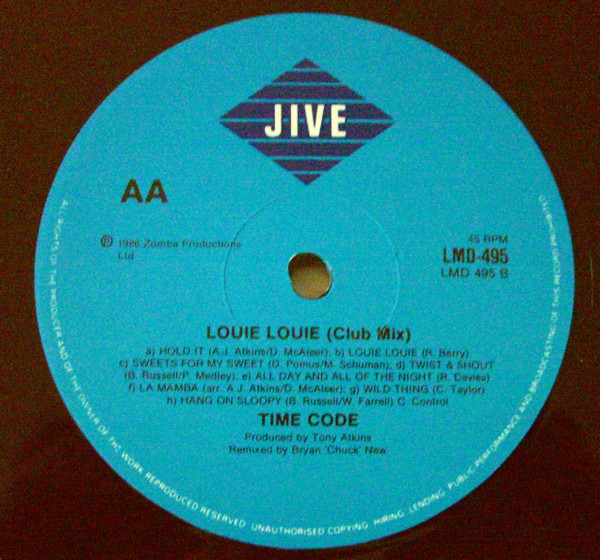 JIVE
AA
Ⓟ 1986 Zomba Productions
Ltd.
45 RPM
LMD-495
LMD 495 B
LOUIE LOUIE (Club Mix)
a) HOLD IT (A.J. Atkins/D. McAlser); b) LOUIE LOUIE (R. Berry)
c) SWEETS FOR MY SWEET (D. Pomus/M. Schuman); d) TWIST & SHOUT
(B. Russell/P. Medley); e) ALL DAY AND ALL OF THE NIGHT (R. Davies)
f) LA MAMBA (arr. A.J. Atkins/D. McAlser); g) WILD THING (C. Taylor)
h) HANG ON SLOOPY (B. Russell/W. Farrell) C. Control
TIME CODE
Produced by Tony Atkins
Remixed by Bryan 'Chuck' New
ALL RIGHTS OF THE PRODUCER AND OF THE OWNER OF THE WORK REPRODUCED RESERVED. UNAUTHORISED COPYING, HIRING, LENDING, PUBLIC PERFORMANCE AND BROADCASTING OF THIS RECORD PROHIBITED